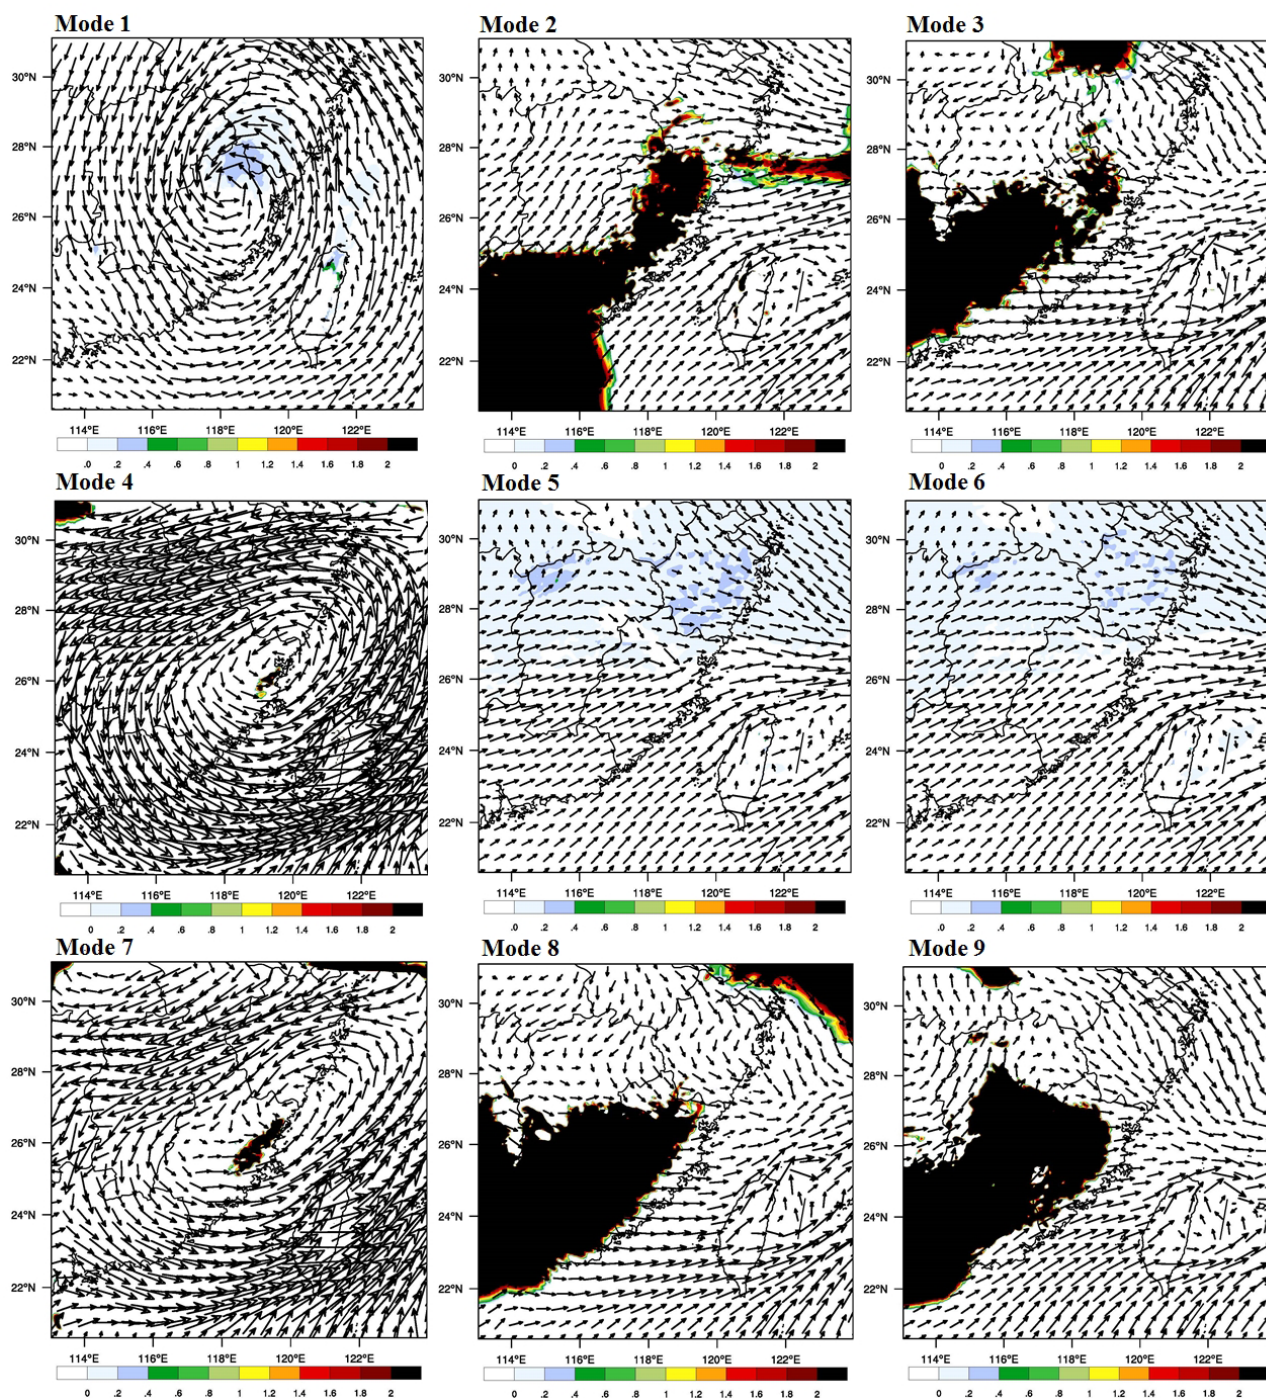 Mode 1 Mode 2 Mode 3
30°N 30°N 30°N
28°N 28°N 28°N
26°N 26°N 26°N
24°N 24°N 24°N
22°N 22°N 22°N
114°E 116°E 118°E 120°E 122°E 114°E 116°E 118°E 120°E 122°E 114°E 116°E 118°E 120°E 122°E
.0 .2 .4 .6 .8 1 1.2 1.4 1.6 1.8 2 0 .2 .4 .6 .8 1 1.2 1.4 1.6 1.8 2 0 .2 .4 .6 .8 1 1.2 1.4 1.6 1.8 2
Mode 4 Mode 5 Mode 6
30°N 30°N 30°N
28°N 28°N 28°N
26°N 26°N 26°N
24°N 24°N 24°N
22°N 22°N 22°N
114°E 116°E 118°E 120°E 122°E 114°E 116°E 118°E 120°E 122°E 114°E 116°E 118°E 120°E 122°E
0 .2 .4 .6 .8 1 1.2 1.4 1.6 1.8 2 0 .2 .4 .6 .8 1 1.2 1.4 1.6 1.8 2 0 .2 .4 .6 .8 1 1.2 1.4 1.6 1.8 2
Mode 7 Mode 8 Mode 9
30°N 30°N 30°N
28°N 28°N 28°N
26°N 26°N 26°N
24°N 24°N 24°N
22°N 22°N 22°N
114°E 116°E 118°E 120°E 122°E 114°E 116°E 118°E 120°E 122°E 114°E 116°E 118°E 120°E 122°E
0 .2 .4 .6 .8 1 1.2 1.4 1.6 1.8 2 0 .2 .4 .6 .8 1 1.2 1.4 1.6 1.8 2 0 .2 .4 .6 .8 1 1.2 1.4 1.6 1.8 2